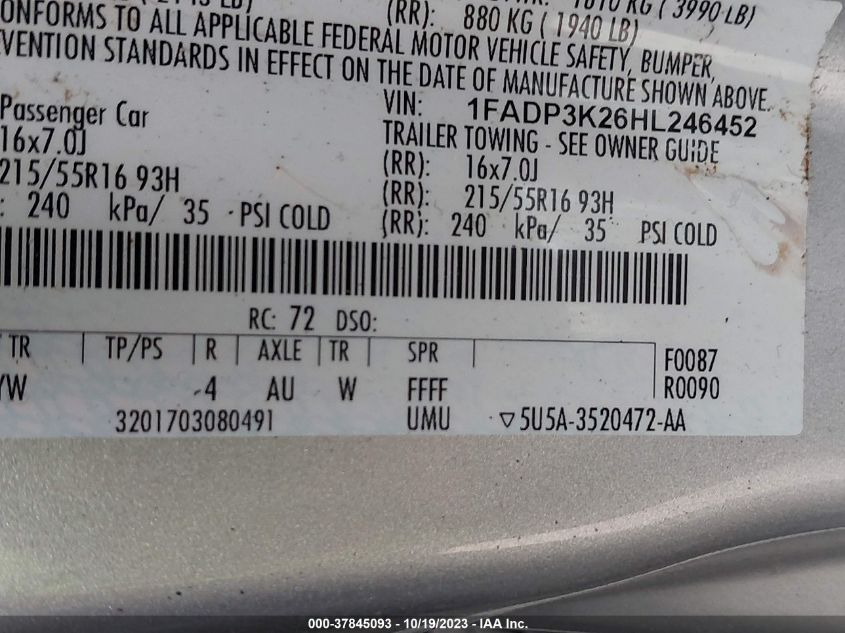 (RR): 880 KG ( 1940 LB)
ONFORMS TO ALL APPLICABLE FEDERAL MOTOR VEHICLE SAFETY, BUMPER,
VENTION STANDARDS IN EFFECT ON THE DATE OF MANUFACTURE SHOWN ABOVE.
Passenger Car VIN: 1FADP3K26HL246452
TRAILER TOWING - SEE OWNER GUIDE
16x7.0J (RR): 16x7.0J
215/55R16 93H (RR): 215/55R16 93H
: 240 kPa/ 35 PSI COLD (RR): 240 kPa/ 35 PSI COLD
RC: 72 DSO:
TR TP/PS R AXLE TR SPR F0087
W 4 AU W FFFF R0090
3201703080491 UMU ▽5U5A-3520472-AA
000-37845093 - 10/19/2023 - IAA Inc.